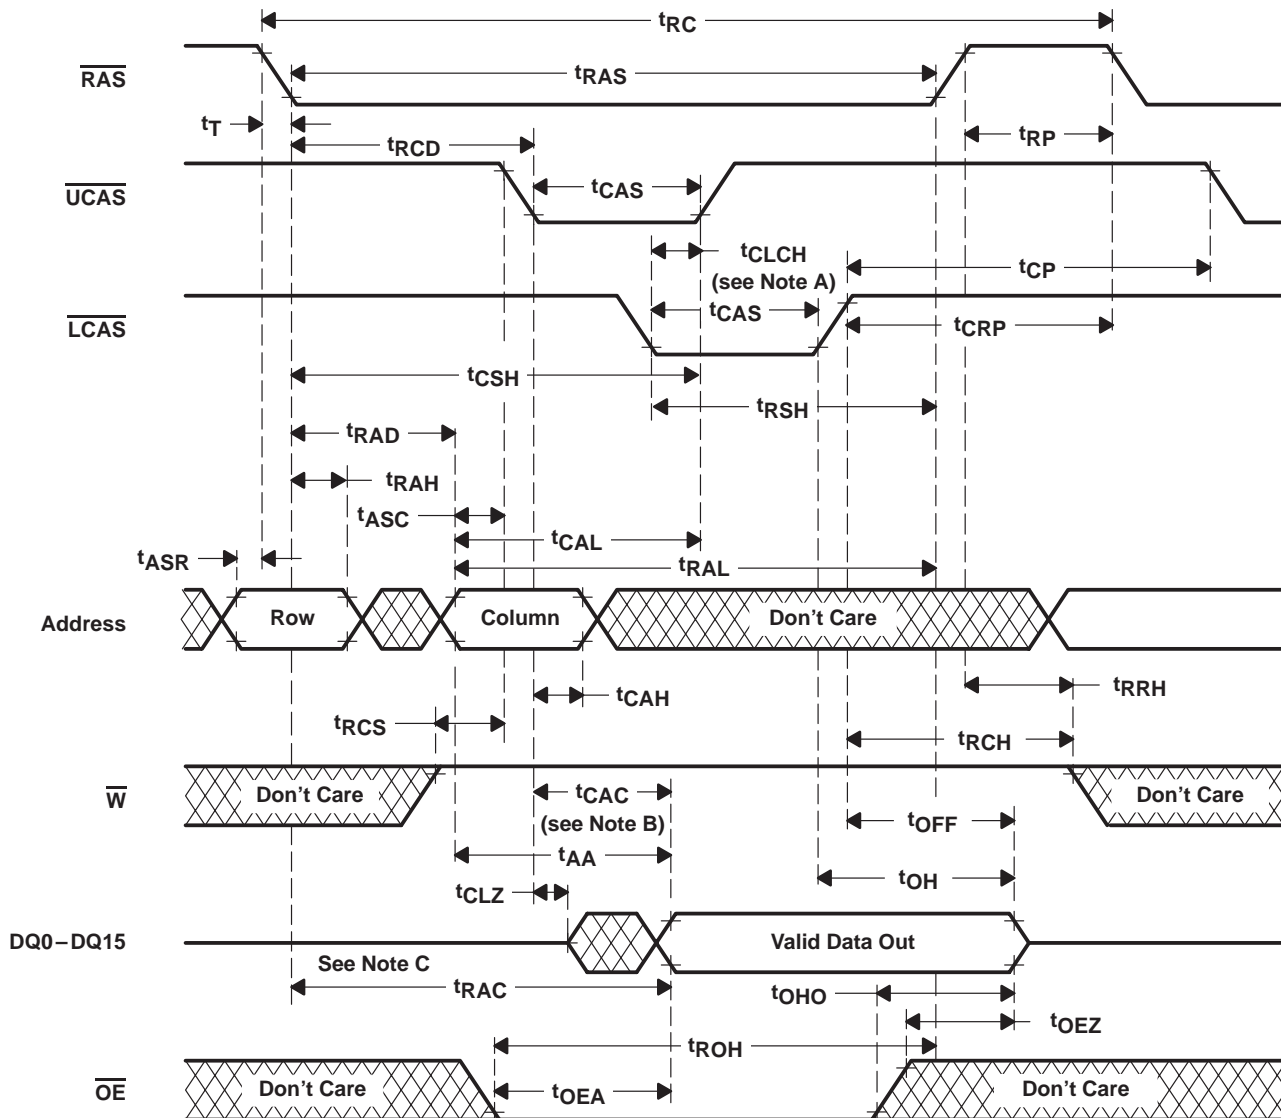 tRC
RAS
tRAS
tT
tRCD
tRP
UCAS
tCAS
tCLCH
(see Note A)
tCP
LCAS
tCAS
tCRP
tCSH
tRSH
tRAD
tRAH
tASC
tCAL
tASR
tRAL
Address
Row
Column
Don't Care
tCAH
tRRH
tRCS
tRCH
W
Don't Care
tCAC
(see Note B)
Don't Care
tOFF
tAA
tOH
tCLZ
DQ0–DQ15
Valid Data Out
See Note C
tRAC
tOHO
tOEZ
tROH
OE
Don't Care
tOEA
Don't Care